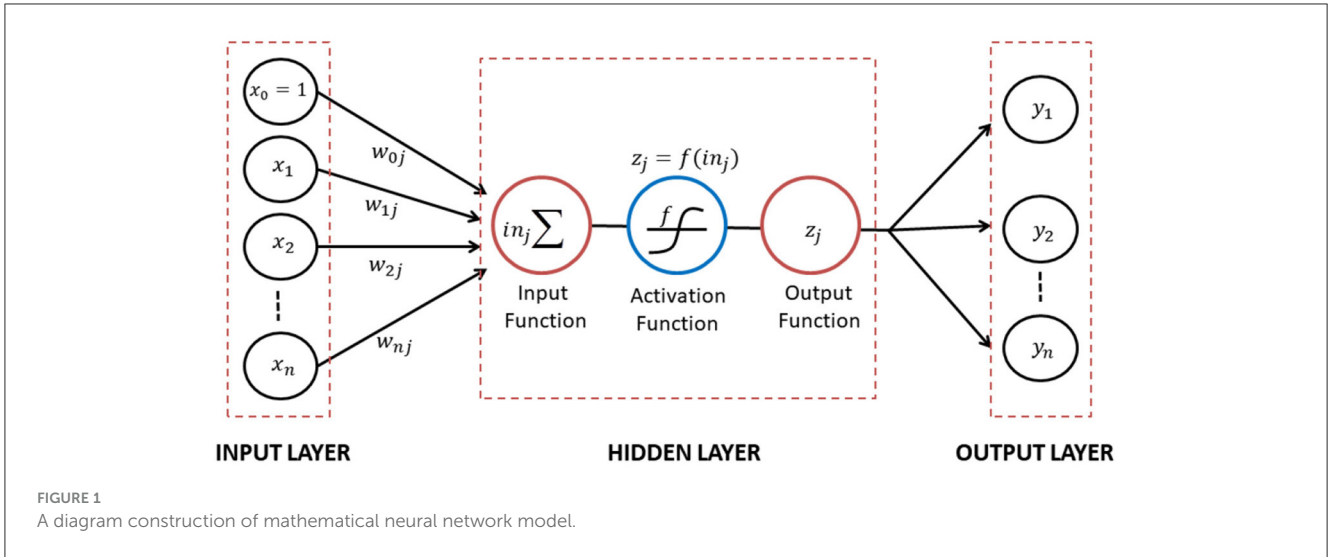 x₀ = 1
x₁
x₂
xₙ
w₀ⱼ
w₁ⱼ
w₂ⱼ
wₙⱼ
zⱼ = f(inⱼ)
inⱼ ∑
f
zⱼ
Input
Function
Activation
Function
Output
Function
y₁
y₂
yₙ
INPUT LAYER
HIDDEN LAYER
OUTPUT LAYER
FIGURE 1
A diagram construction of mathematical neural network model.